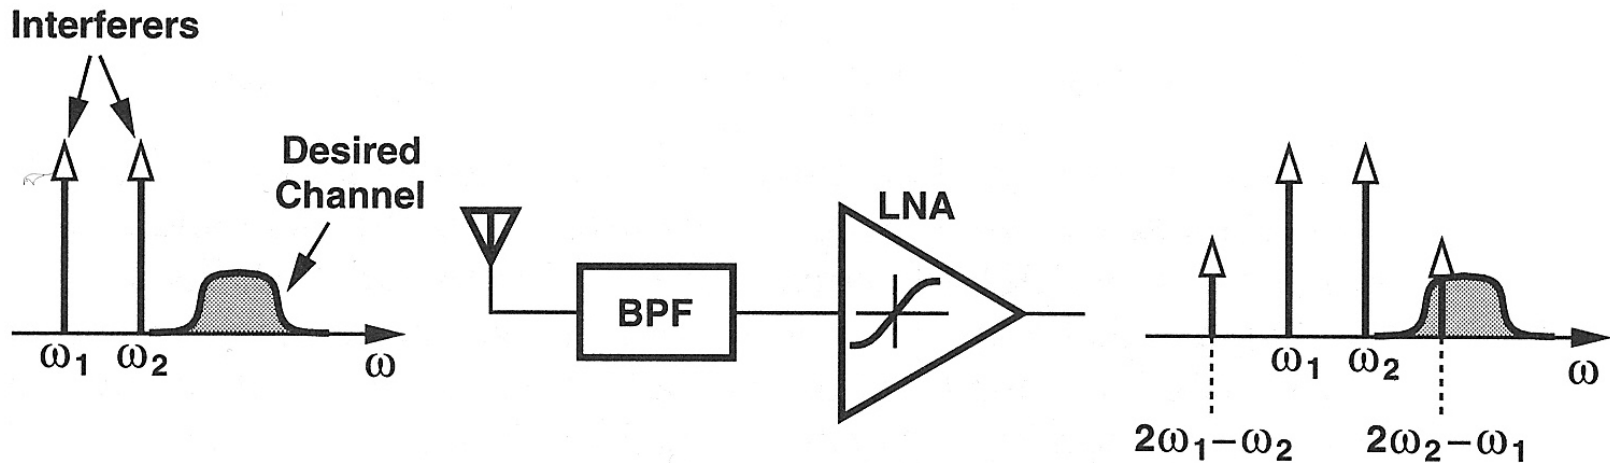 Interferers
Desired
Channel
ω1 ω2 ω
BPF
LNA
ω1 ω2 ω
2ω1−ω2 2ω2−ω1